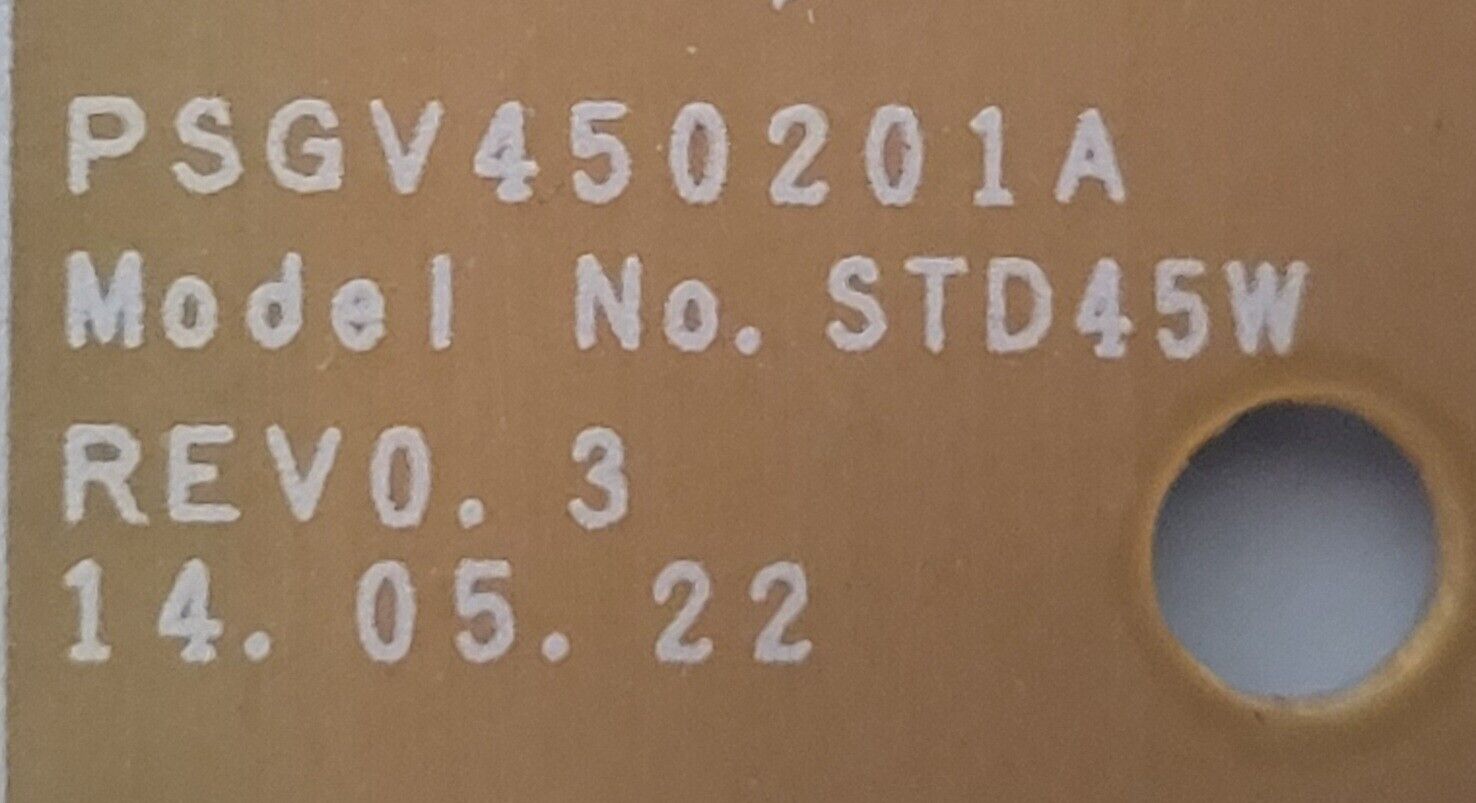 PSGV450201A
Model No. STD45W
REV0. 3
14. 05. 22